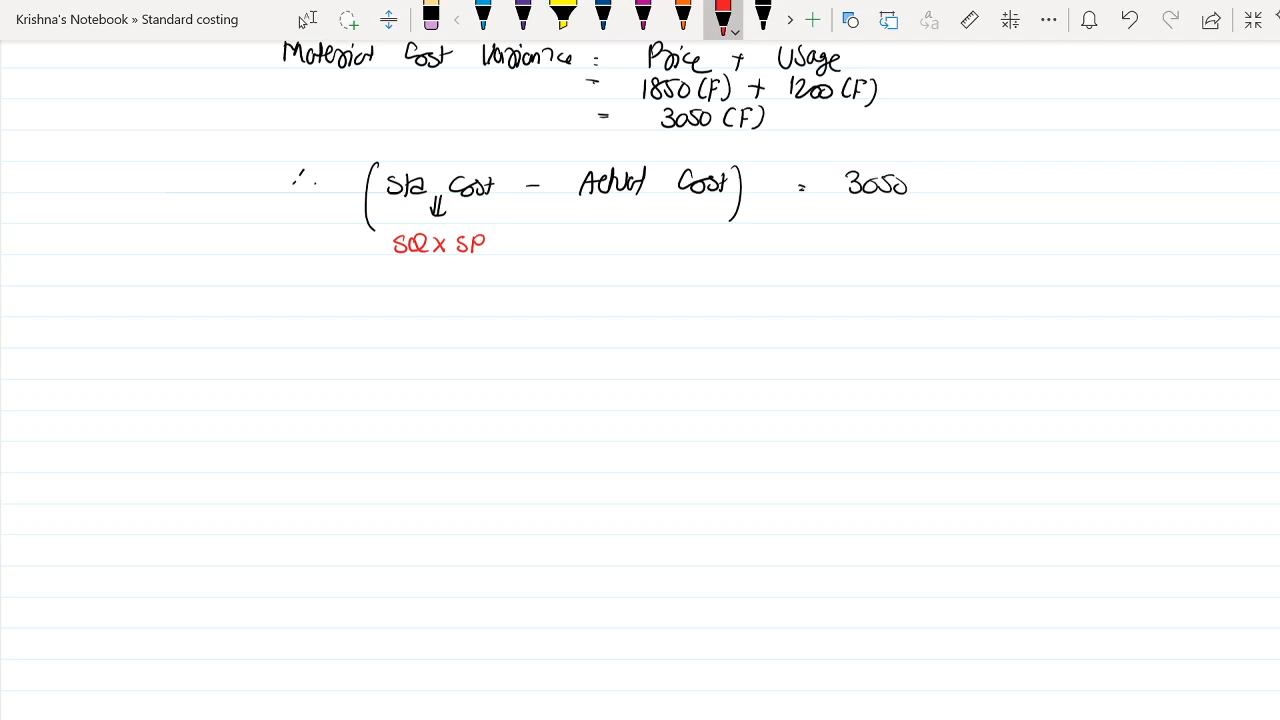 Krishna's Notebook » Standard costing
Material Cost Variance = Price + Usage
= 1850 (F) + 1200 (F)
= 3050 (F)
∴ (Std Cost - Actual Cost) = 3050
⇓
SQ x SP